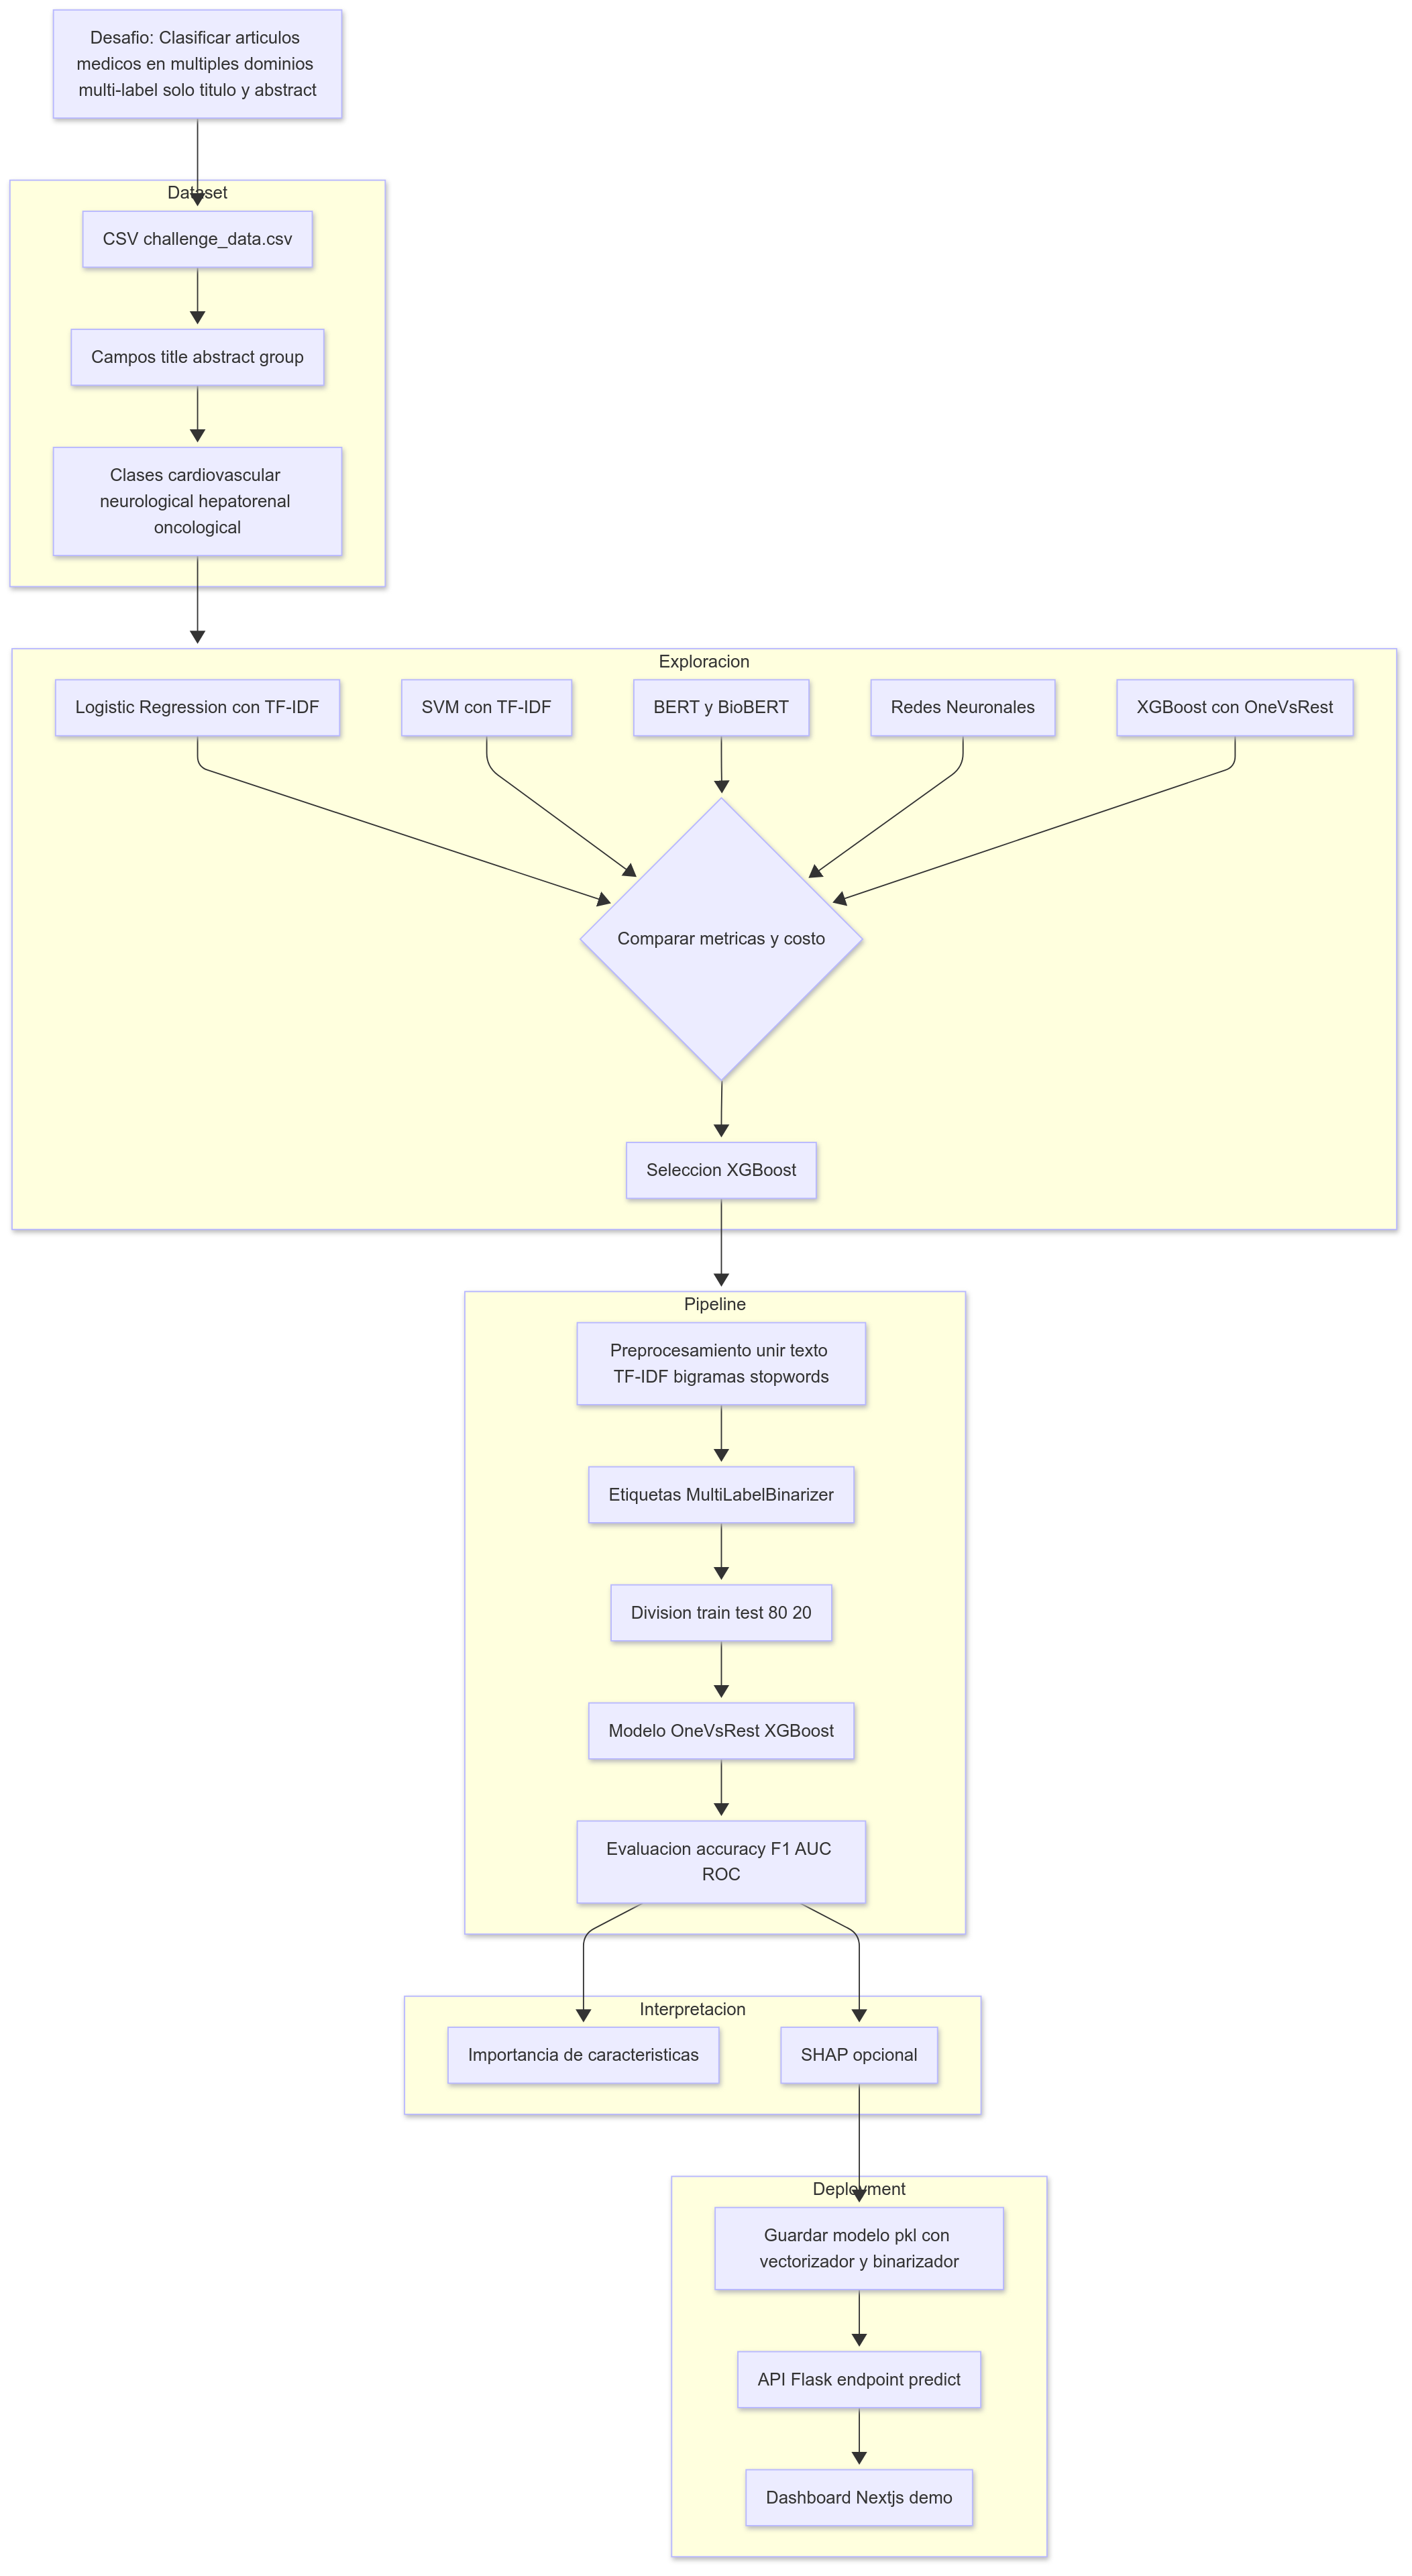 Desafio: Clasificar articulos
medicos en multiples dominios
multi-label solo titulo y abstract
Dataset
CSV challenge_data.csv
Campos title abstract group
Clases cardiovascular
neurological hepatorenal
oncological
Exploracion
Logistic Regression con TF-IDF
SVM con TF-IDF
BERT y BioBERT
Redes Neuronales
XGBoost con OneVsRest
Comparar metricas y costo
Seleccion XGBoost
Pipeline
Preprocesamiento unir texto
TF-IDF bigramas stopwords
Etiquetas MultiLabelBinarizer
Division train test 80 20
Modelo OneVsRest XGBoost
Evaluacion accuracy F1 AUC
ROC
Interpretacion
Importancia de caracteristicas
SHAP opcional
Deployment
Guardar modelo pkl con
vectorizador y binarizador
API Flask endpoint predict
Dashboard Nextjs demo